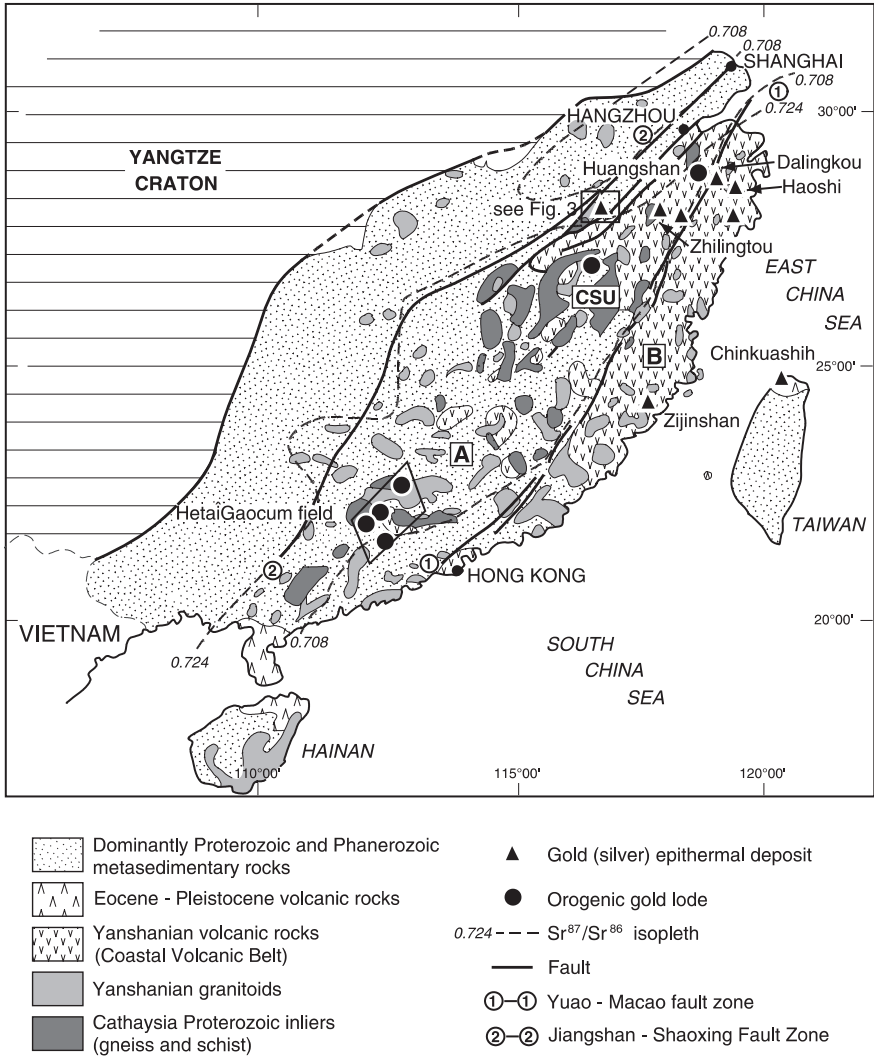 0.708
0.708
SHANGHAI
0.708
1
0.724
30°00'
HANGZHOU
2
YANGTZE
CRATON
Huangshan
Dalingkou
Haoshi
see Fig. 3
Zhilingtou
EAST
CHINA
SEA
CSU
B
Chinkuashih
25°00'
Zijinshan
A
HetaiGaocum field
TAIWAN
2
1
HONG KONG
VIETNAM
20°00'
0.708
0.724
SOUTH
CHINA
SEA
HAINAN
110°00'
115°00'
120°00'
Dominantly Proterozoic and Phanerozoic
metasedimentary rocks
Eocene - Pleistocene volcanic rocks
Yanshanian volcanic rocks
(Coastal Volcanic Belt)
Yanshanian granitoids
Cathaysia Proterozoic inliers
(gneiss and schist)
Gold (silver) epithermal deposit
Orogenic gold lode
0.724 Sr87/Sr86 isopleth
Fault
1 1 Yuao - Macao fault zone
2 2 Jiangshan - Shaoxing Fault Zone